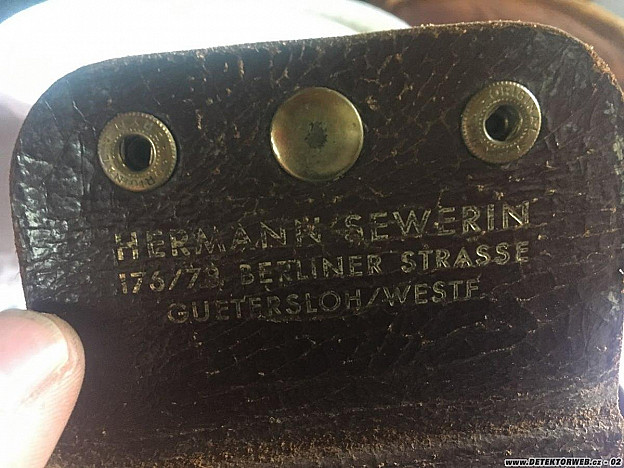 HERMANN SEWERIN
176/78, BERLINER STRASSE
GUETERSLOH/WESTF
www.DETEKTORWEB.cz - 02